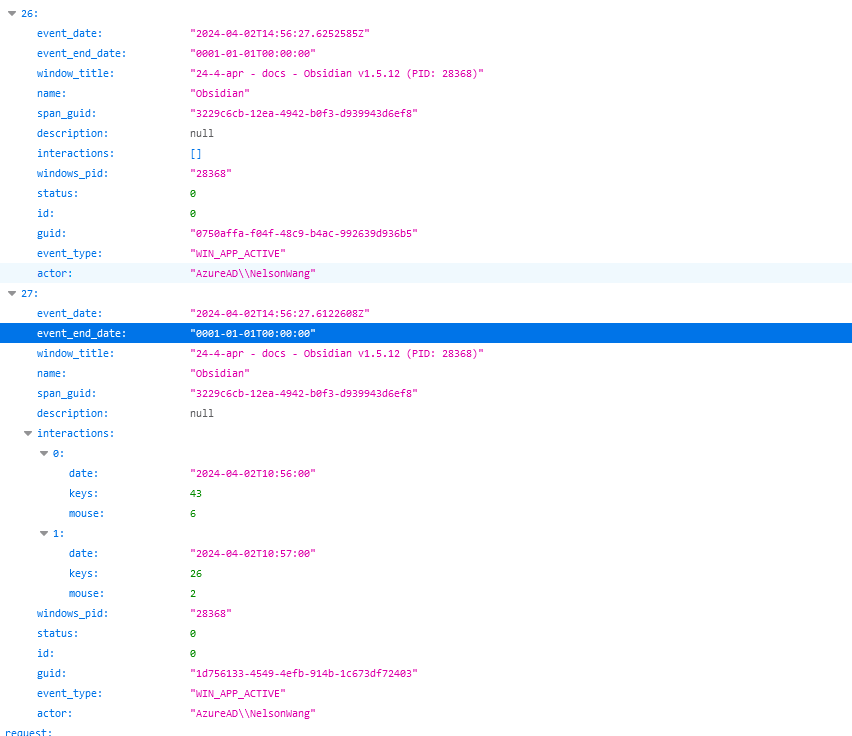 26:
event_date: "2024-04-02T14:56:27.6252585Z"
event_end_date: "0001-01-01T00:00:00"
window_title: "24-4-apr - docs - Obsidian v1.5.12 (PID: 28368)"
name: "Obsidian"
span_guid: "3229c6cb-12ea-4942-b0f3-d939943d6ef8"
description: null
interactions: []
windows_pid: "28368"
status: 0
id: 0
guid: "0750affa-f04f-48c9-b4ac-992639d936b5"
event_type: "WIN_APP_ACTIVE"
actor: "AzureAD\\NelsonWang"
27:
event_date: "2024-04-02T14:56:27.6122608Z"
event_end_date: "0001-01-01T00:00:00"
window_title: "24-4-apr - docs - Obsidian v1.5.12 (PID: 28368)"
name: "Obsidian"
span_guid: "3229c6cb-12ea-4942-b0f3-d939943d6ef8"
description: null
interactions:
0:
date: "2024-04-02T10:56:00"
keys: 43
mouse: 6
1:
date: "2024-04-02T10:57:00"
keys: 26
mouse: 2
windows_pid: "28368"
status: 0
id: 0
guid: "1d756133-4549-4efb-914b-1c673df72403"
event_type: "WIN_APP_ACTIVE"
actor: "AzureAD\\NelsonWang"
request: